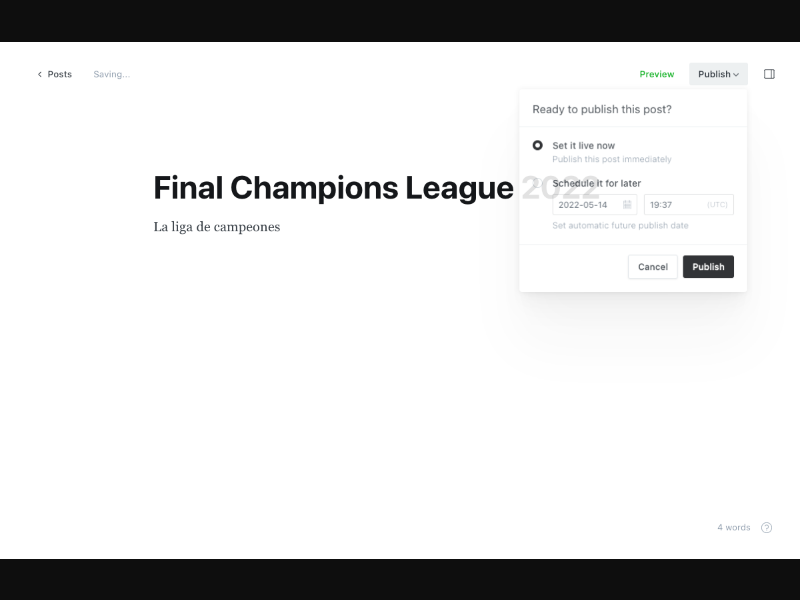 Posts
Saving...
Preview
Publish
Ready to publish this post?
Set it live now
Publish this post immediately
Final Champions League 2022
Schedule it for later
2022-05-14
19:37
(UTC)
Set automatic future publish date
La liga de campeones
Cancel
Publish
4 words
?